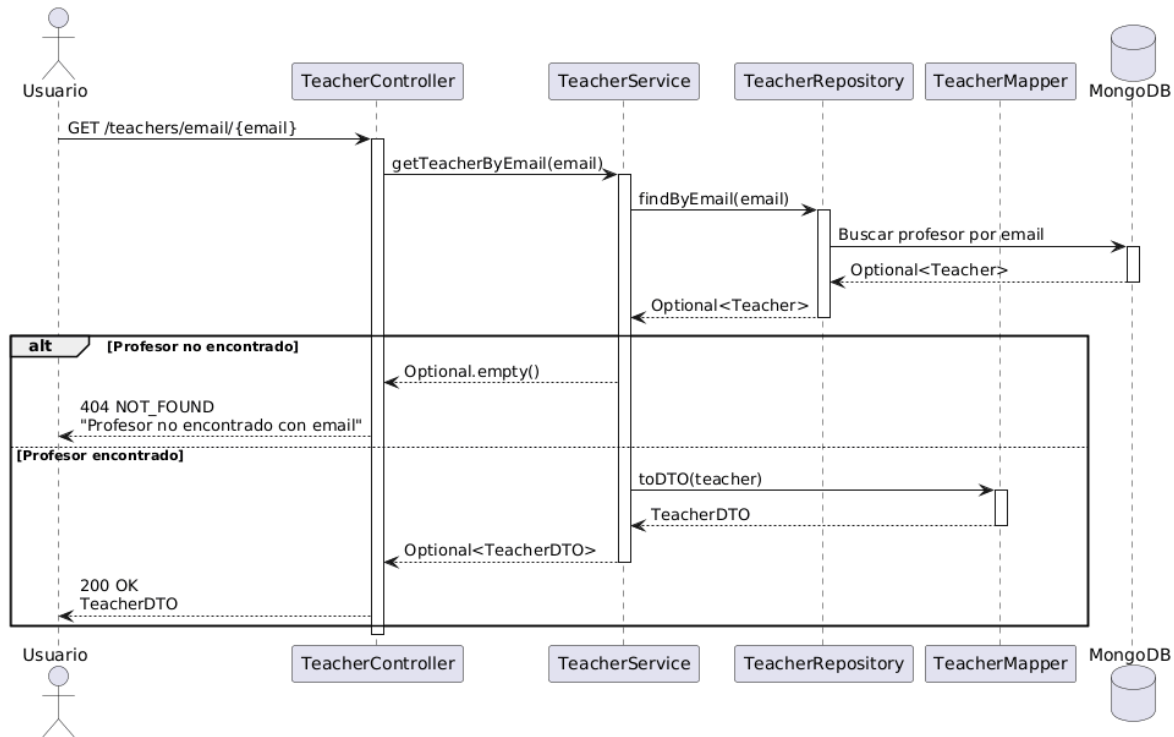 Usuario
TeacherController
TeacherService
TeacherRepository
TeacherMapper
MongoDB
GET /teachers/email/{email}
getTeacherByEmail(email)
findByEmail(email)
Buscar profesor por email
Optional<Teacher>
Optional<Teacher>
alt
[Profesor no encontrado]
Optional.empty()
404 NOT_FOUND
"Profesor no encontrado con email"
[Profesor encontrado]
toDTO(teacher)
TeacherDTO
Optional<TeacherDTO>
200 OK
TeacherDTO
Usuario
TeacherController
TeacherService
TeacherRepository
TeacherMapper
MongoDB